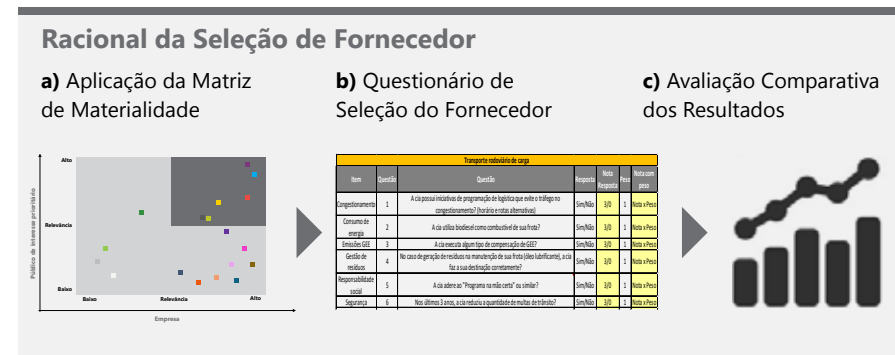 Racional da Seleção de Fornecedor
a) Aplicação da Matriz
de Materialidade
b) Questionário de
Seleção do Fornecedor
c) Avaliação Comparativa
dos Resultados
Alto
Relevância
Baixo
Público de interesse prioritário
Baixo Relevância Alto
Empresa
Transporte rodoviário de carga
Item Questão Questão Resposta Nota Resposta Peso Nota com peso
Congestionamento 1 A cia possui iniciativas de programação de logística que evite o tráfego no congestionamento? (horário e rotas alternativas) Sim/Não 3/0 1 Nota x Peso
Consumo de energia 2 A cia utiliza biodiesel como combustível de sua frota? Sim/Não 3/0 1 Nota x Peso
Emissões GEE 3 A cia executa algum tipo de compensação de GEE? Sim/Não 3/0 1 Nota x Peso
Gestão de resíduos 4 No caso de geração de resíduos na manutenção de sua frota (óleo lubrificante), a cia faz a sua destinação corretamente? Sim/Não 3/0 1 Nota x Peso
Responsabilidade social 5 A cia adere ao "Programa na mão certa" ou similar? Sim/Não 3/0 1 Nota x Peso
Segurança 6 Nos últimos 3 anos, a cia reduziu a quantidade de multas de trânsito? Sim/Não 3/0 1 Nota x Peso